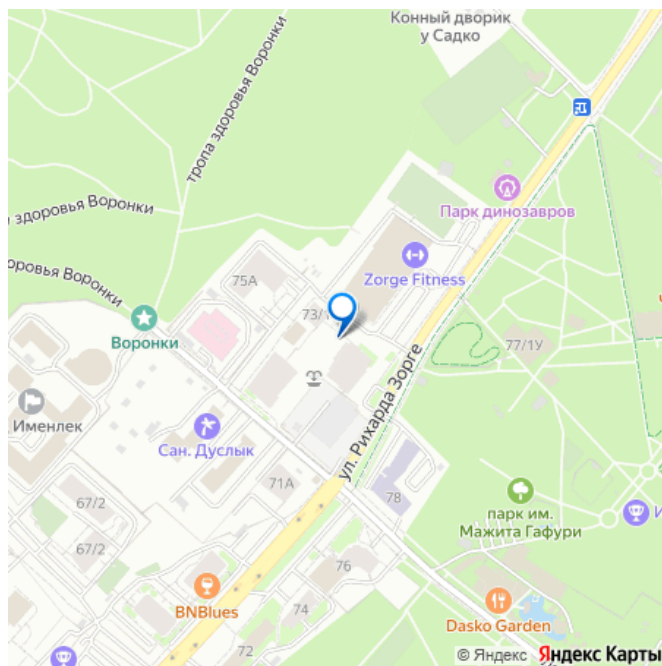 Конный дворик
у Садко
тропа здоровья Воронки
здоровья Воронки
Парк динозавров
доровья Воронки
75А
Zorge Fitness
73/1
Воронки
77/1У
ул. Рихарда Зорге
Именлек
Сан. Дуслык
71А
78
67/2
парк им.
Мажита Гафури
67/2
76
BNBlues
74
Dasko Garden
72
© Яндекс Яндекс Карты